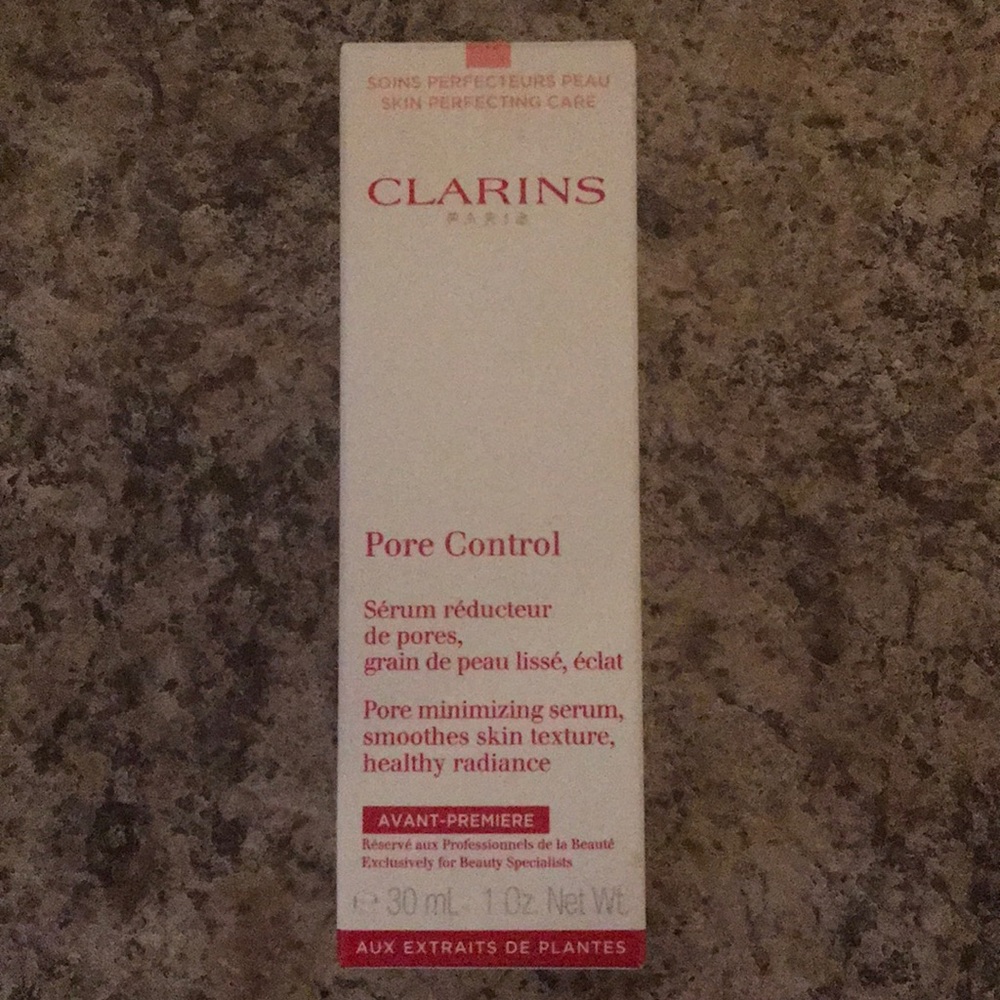 SOINS PERFECTEURS PEAU
SKIN PERFECTING CARE
CLARINS
PARIS
Pore Control
Sérum réducteur
de pores,
grain de peau lissé, éclat
Pore minimizing serum,
smoothes skin texture,
healthy radiance
AVANT-PREMIERE
Réservé aux Professionnels de la Beauté
Exclusively for Beauty Specialists
℮ 30 mL - 1 Oz. Net Wt.
AUX EXTRAITS DE PLANTES